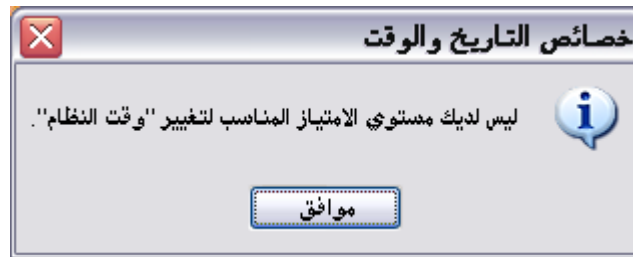 خصائص التاريخ والوقت
ليس لديك مستوي الامتياز المناسب لتغيير "وقت النظام".
موافق